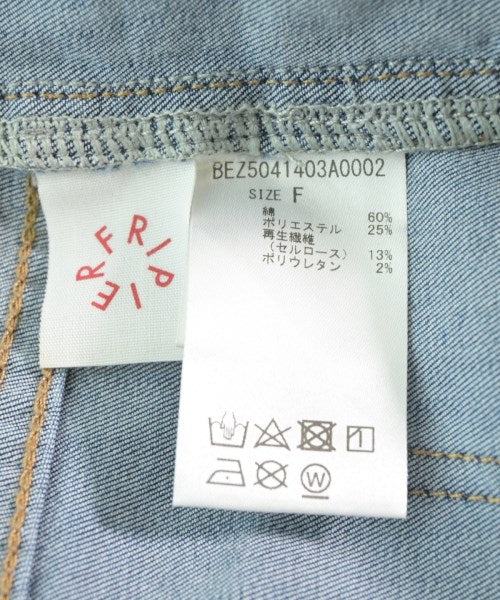 FRIPIER
BEZ5041403A0002
SIZE F
綿 60%
ポリエステル 25%
再生繊維
（セルロース） 13%
ポリウレタン 2%
1
W